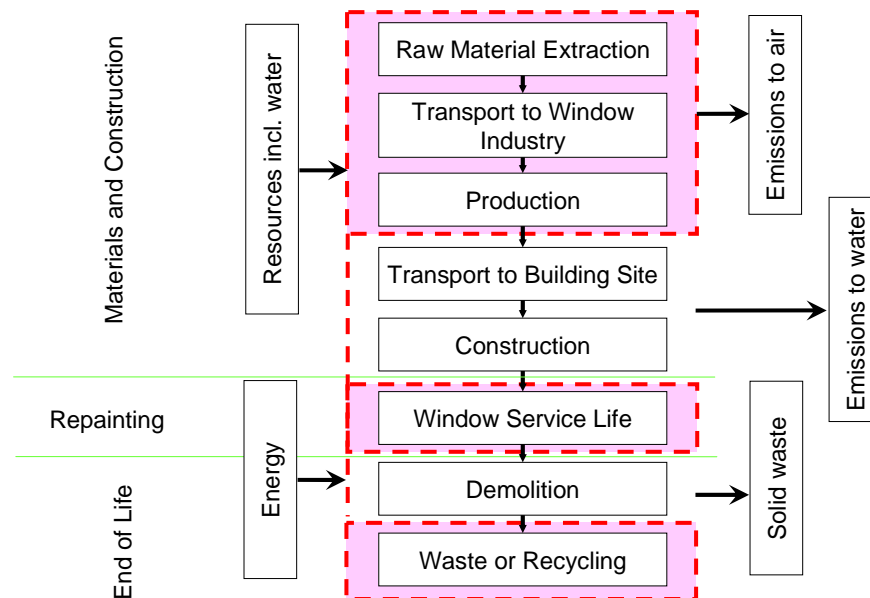 Materials and Construction
Repainting
End of Life
Resources incl. water
Energy
Raw Material Extraction
Transport to Window
Industry
Production
Transport to Building Site
Construction
Window Service Life
Demolition
Waste or Recycling
Emissions to air
Emissions to water
Solid waste